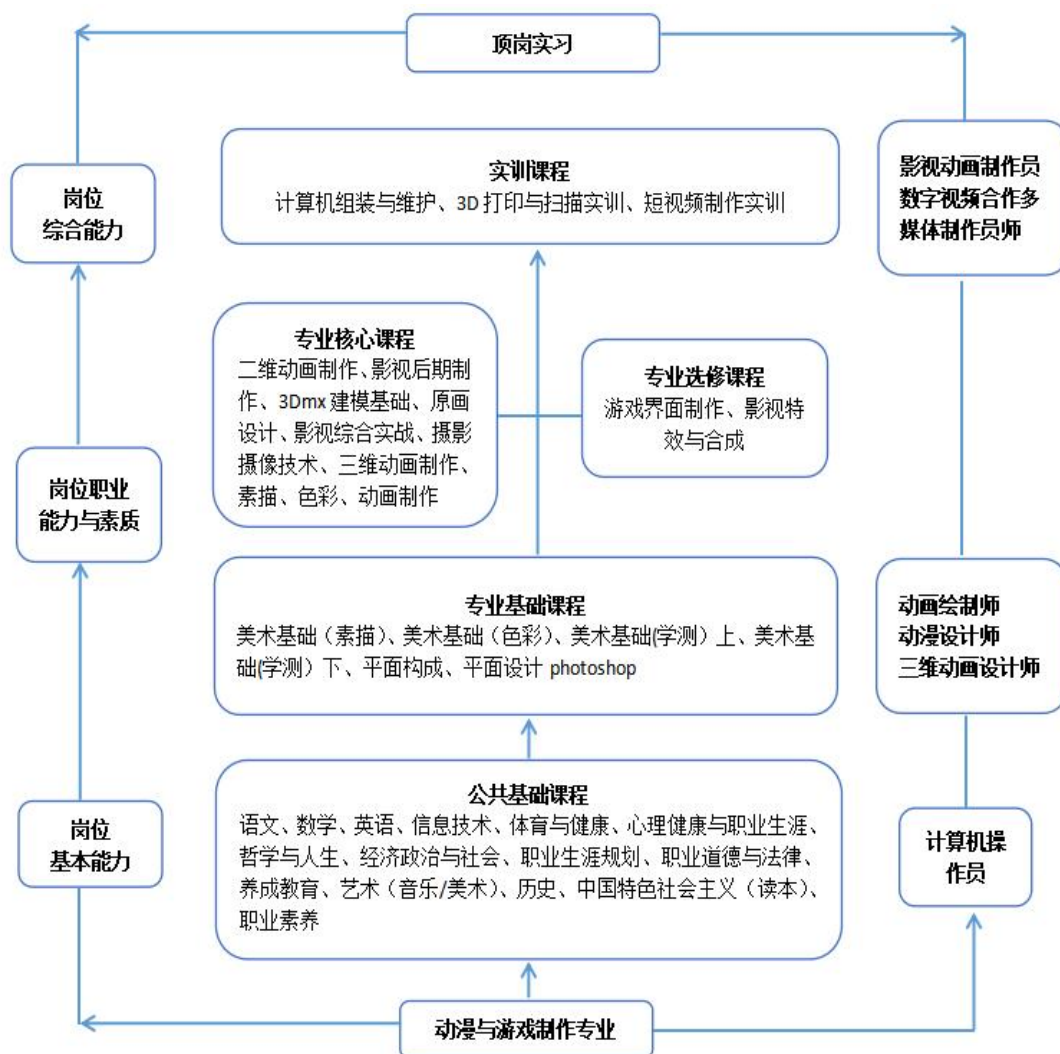 顶岗实习
实训课程
计算机组装与维护、3D 打印与扫描实训、短视频制作实训
岗位
综合能力
影视动画制作员
数字视频合作多
媒体制作员师
专业核心课程
二维动画制作、影视后期制
作、3Dmx 建模基础、原画
设计、影视综合实战、摄影
摄像技术、三维动画制作、
素描、色彩、动画制作
专业选修课程
游戏界面制作、影视特
效与合成
岗位职业
能力与素质
专业基础课程
美术基础（素描）、美术基础（色彩）、美术基础(学测）上、美术基
础(学测）下、平面构成、平面设计 photoshop
动画绘制师
动漫设计师
三维动画设计师
公共基础课程
语文、数学、英语、信息技术、体育与健康、心理健康与职业生涯、
哲学与人生、经济政治与社会、职业生涯规划、职业道德与法律、
养成教育、艺术（音乐/美术）、历史、中国特色社会主义（读本）、
职业素养
岗位
基本能力
计算机操
作员
动漫与游戏制作专业